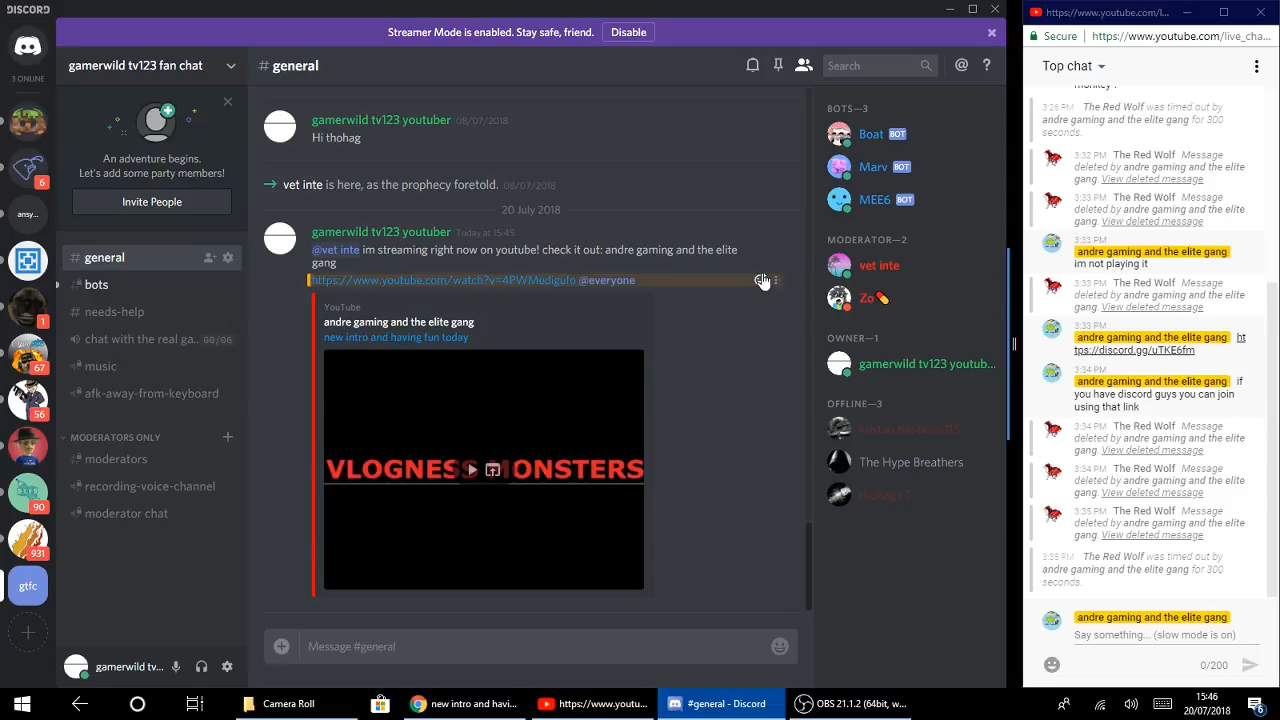 DISCORD
Streamer Mode is enabled. Stay safe, friend.
Disable
3 ONLINE
ansy...
6
1
67
56
90
931
gtfc
gamerwild tv123 fan chat
An adventure begins.
Let's add some party members!
Invite People
general
bots
needs-help
chat with the real ga...
00/06
music
afk-away-from-keyboard
MODERATORS ONLY
moderators
recording-voice-channel
moderator chat
gamerwild tv...
# general
Search
gamerwild tv123 youtuber 08/07/2018
Hi thohag
vet inte is here, as the prophecy foretold. 08/07/2018
20 July 2018
gamerwild tv123 youtuber Today at 15:45
@vet inte im streaming right now on youtube! check it out: andre gaming and the elite
gang
https://www.youtube.com/watch?v=4PWMedigufo @everyone
YouTube
andre gaming and the elite gang
new intro and having fun today
VLOGNESS MONSTERS
Message #general
BOTS—3
Boat BOT
Marv BOT
MEE6 BOT
MODERATOR—2
vet inte
Zo
OWNER—1
gamerwild tv123 youtub...
OFFLINE—3
The Hype Breathers
thohagYT
https://www.youtube.com/l...
Secure
https://www.youtube.com/live_cha...
Top chat
monkey .
3:26 PM The Red Wolf was timed out by
andre gaming and the elite gang for 300
seconds.
3:32 PM The Red Wolf Message
deleted by andre gaming and the elite
gang. View deleted message
3:33 PM The Red Wolf Message
deleted by andre gaming and the elite
gang. View deleted message
3:33 PM
andre gaming and the elite gang
im not playing it
3:33 PM The Red Wolf Message
deleted by andre gaming and the elite
gang. View deleted message
3:33 PM
andre gaming and the elite gang ht
tps://discord.gg/uTKE6fm
3:34 PM
andre gaming and the elite gang if
you have discord guys you can join
using that link
3:34 PM The Red Wolf Message
deleted by andre gaming and the elite
gang. View deleted message
3:34 PM The Red Wolf Message
deleted by andre gaming and the elite
gang. View deleted message
3:35 PM The Red Wolf Message
deleted by andre gaming and the elite
gang. View deleted message
3:35 PM The Red Wolf was timed out by
andre gaming and the elite gang for 300
seconds.
andre gaming and the elite gang
Say something... (slow mode is on)
0/200
Camera Roll
new intro and havi...
https://www.youtu...
#general - Discord
OBS 21.1.2 (64bit, w...
15:46
20/07/2018
6